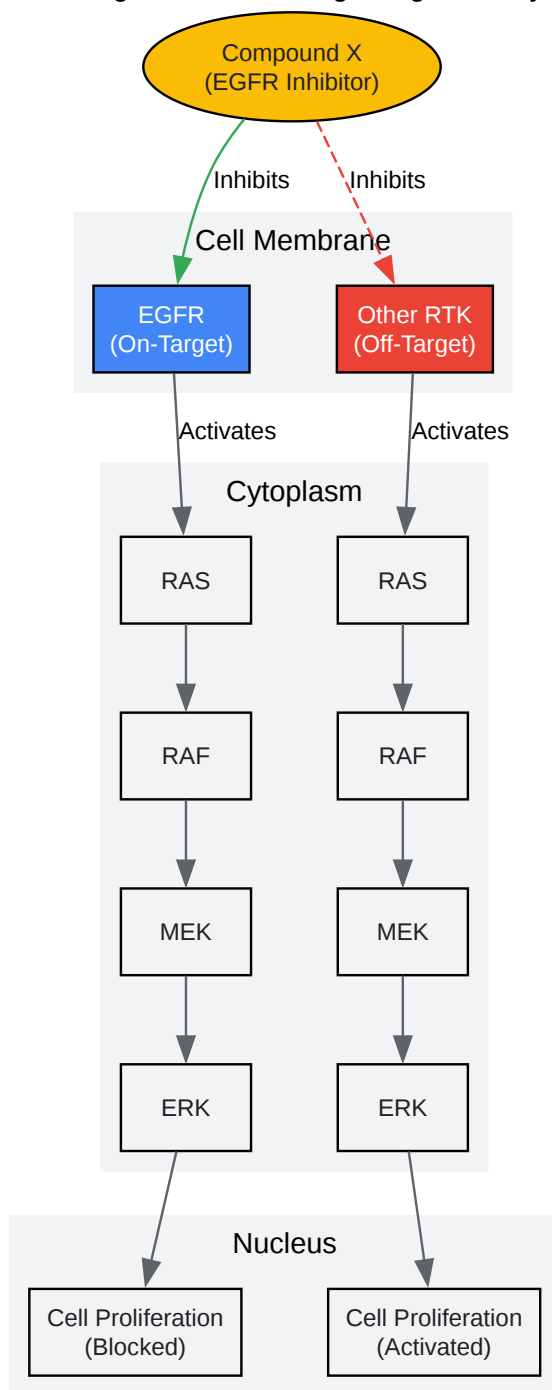 Compound X
(EGFR Inhibitor)
Inhibits
Inhibits
Cell Membrane
EGFR
(On-Target)
Other RTK
(Off-Target)
Activates
Activates
Cytoplasm
RAS
RAS
RAF
RAF
MEK
MEK
ERK
ERK
Nucleus
Cell Proliferation
(Blocked)
Cell Proliferation
(Activated)